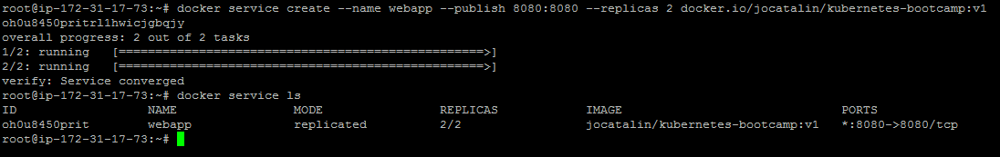 root@ip-172-31-17-73:~# docker service create --name webapp --publish 8080:8080 --replicas 2 docker.io/jocatalin/kubernetes-bootcamp:v1
oh0u8450pritrl1hwicjgbqjy
overall progress: 2 out of 2 tasks
1/2: running   [==================================================>]
2/2: running   [==================================================>]
verify: Service converged
root@ip-172-31-17-73:~# docker service ls
ID                  NAME                MODE                REPLICAS            IMAGE                              PORTS
oh0u8450prit        webapp              replicated          2/2                 jocatalin/kubernetes-bootcamp:v1   *:8080->8080/tcp
root@ip-172-31-17-73:~#